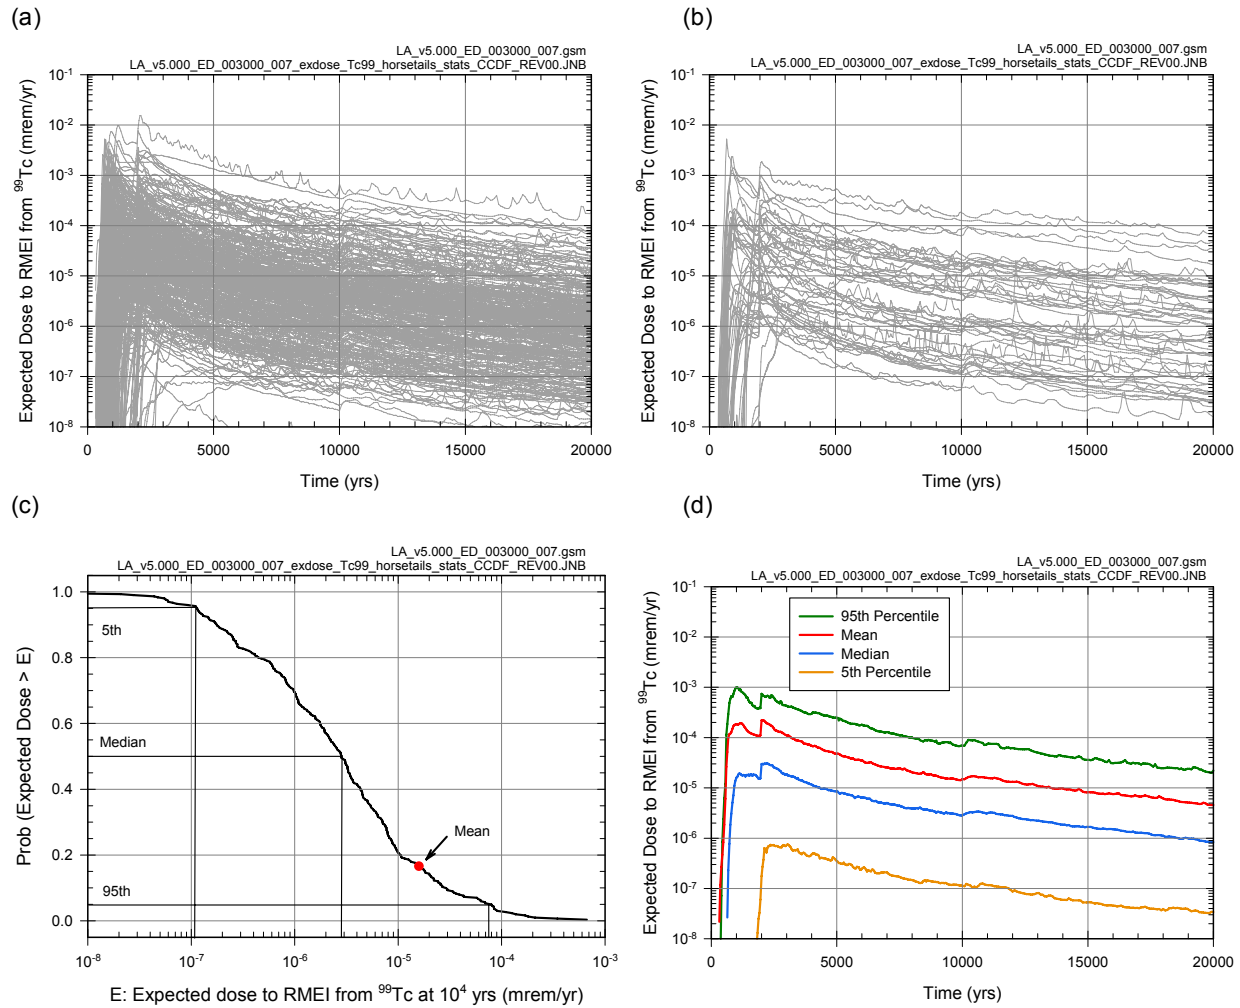 (a)
LA_v5.000_ED_003000_007.gsm
LA_v5.000_ED_003000_007_exdose_Tc99_horsetails_stats_CCDF_REV00.JNB
Expected Dose to RMEI from ⁹⁹Tc (mrem/yr)
10⁻¹
10⁻²
10⁻³
10⁻⁴
10⁻⁵
10⁻⁶
10⁻⁷
10⁻⁸
0 5000 10000 15000 20000
Time (yrs)
(b)
LA_v5.000_ED_003000_007.gsm
LA_v5.000_ED_003000_007_exdose_Tc99_horsetails_stats_CCDF_REV00.JNB
Expected Dose to RMEI from ⁹⁹Tc (mrem/yr)
10⁻¹
10⁻²
10⁻³
10⁻⁴
10⁻⁵
10⁻⁶
10⁻⁷
10⁻⁸
0 5000 10000 15000 20000
Time (yrs)
(c)
LA_v5.000_ED_003000_007.gsm
LA_v5.000_ED_003000_007_exdose_Tc99_horsetails_stats_CCDF_REV00.JNB
Prob (Expected Dose > E)
1.0
0.8
0.6
0.4
0.2
0.0
5th
Median
Mean
95th
10⁻⁸ 10⁻⁷ 10⁻⁶ 10⁻⁵ 10⁻⁴ 10⁻³
E: Expected dose to RMEI from ⁹⁹Tc at 10⁴ yrs (mrem/yr)
(d)
LA_v5.000_ED_003000_007.gsm
LA_v5.000_ED_003000_007_exdose_Tc99_horsetails_stats_CCDF_REV00.JNB
Expected Dose to RMEI from ⁹⁹Tc (mrem/yr)
10⁻¹
10⁻²
10⁻³
10⁻⁴
10⁻⁵
10⁻⁶
10⁻⁷
10⁻⁸
95th Percentile
Mean
Median
5th Percentile
0 5000 10000 15000 20000
Time (yrs)